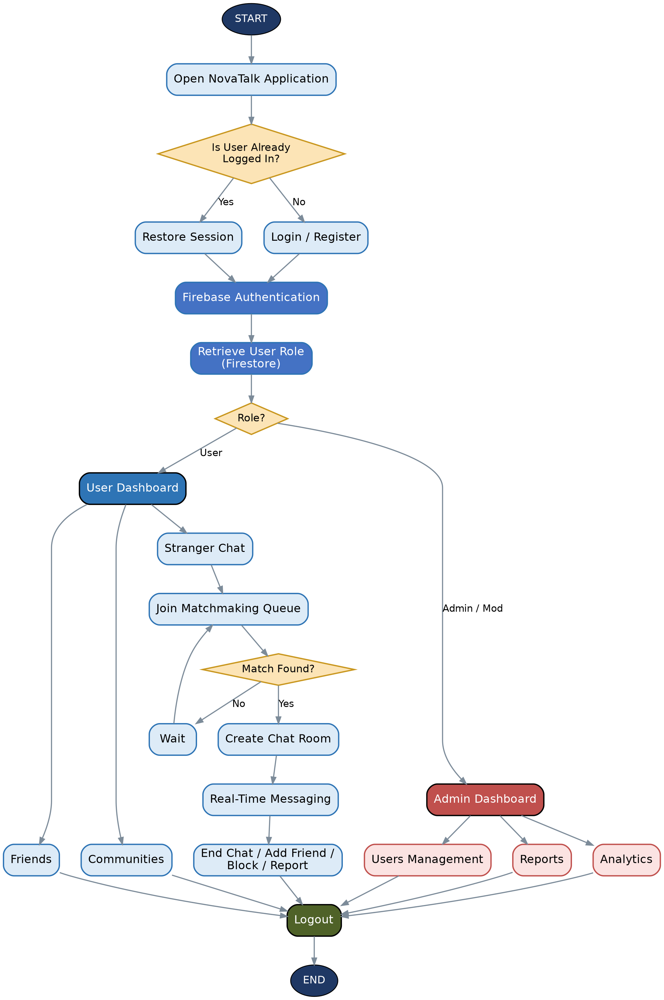 START
Open NovaTalk Application
Is User Already
Logged In?
Yes
No
Restore Session
Login / Register
Firebase Authentication
Retrieve User Role
(Firestore)
Role?
User
User Dashboard
Stranger Chat
Join Matchmaking Queue
Admin / Mod
Match Found?
No
Yes
Wait
Create Chat Room
Real-Time Messaging
Admin Dashboard
Friends
Communities
End Chat / Add Friend /
Block / Report
Users Management
Reports
Analytics
Logout
END